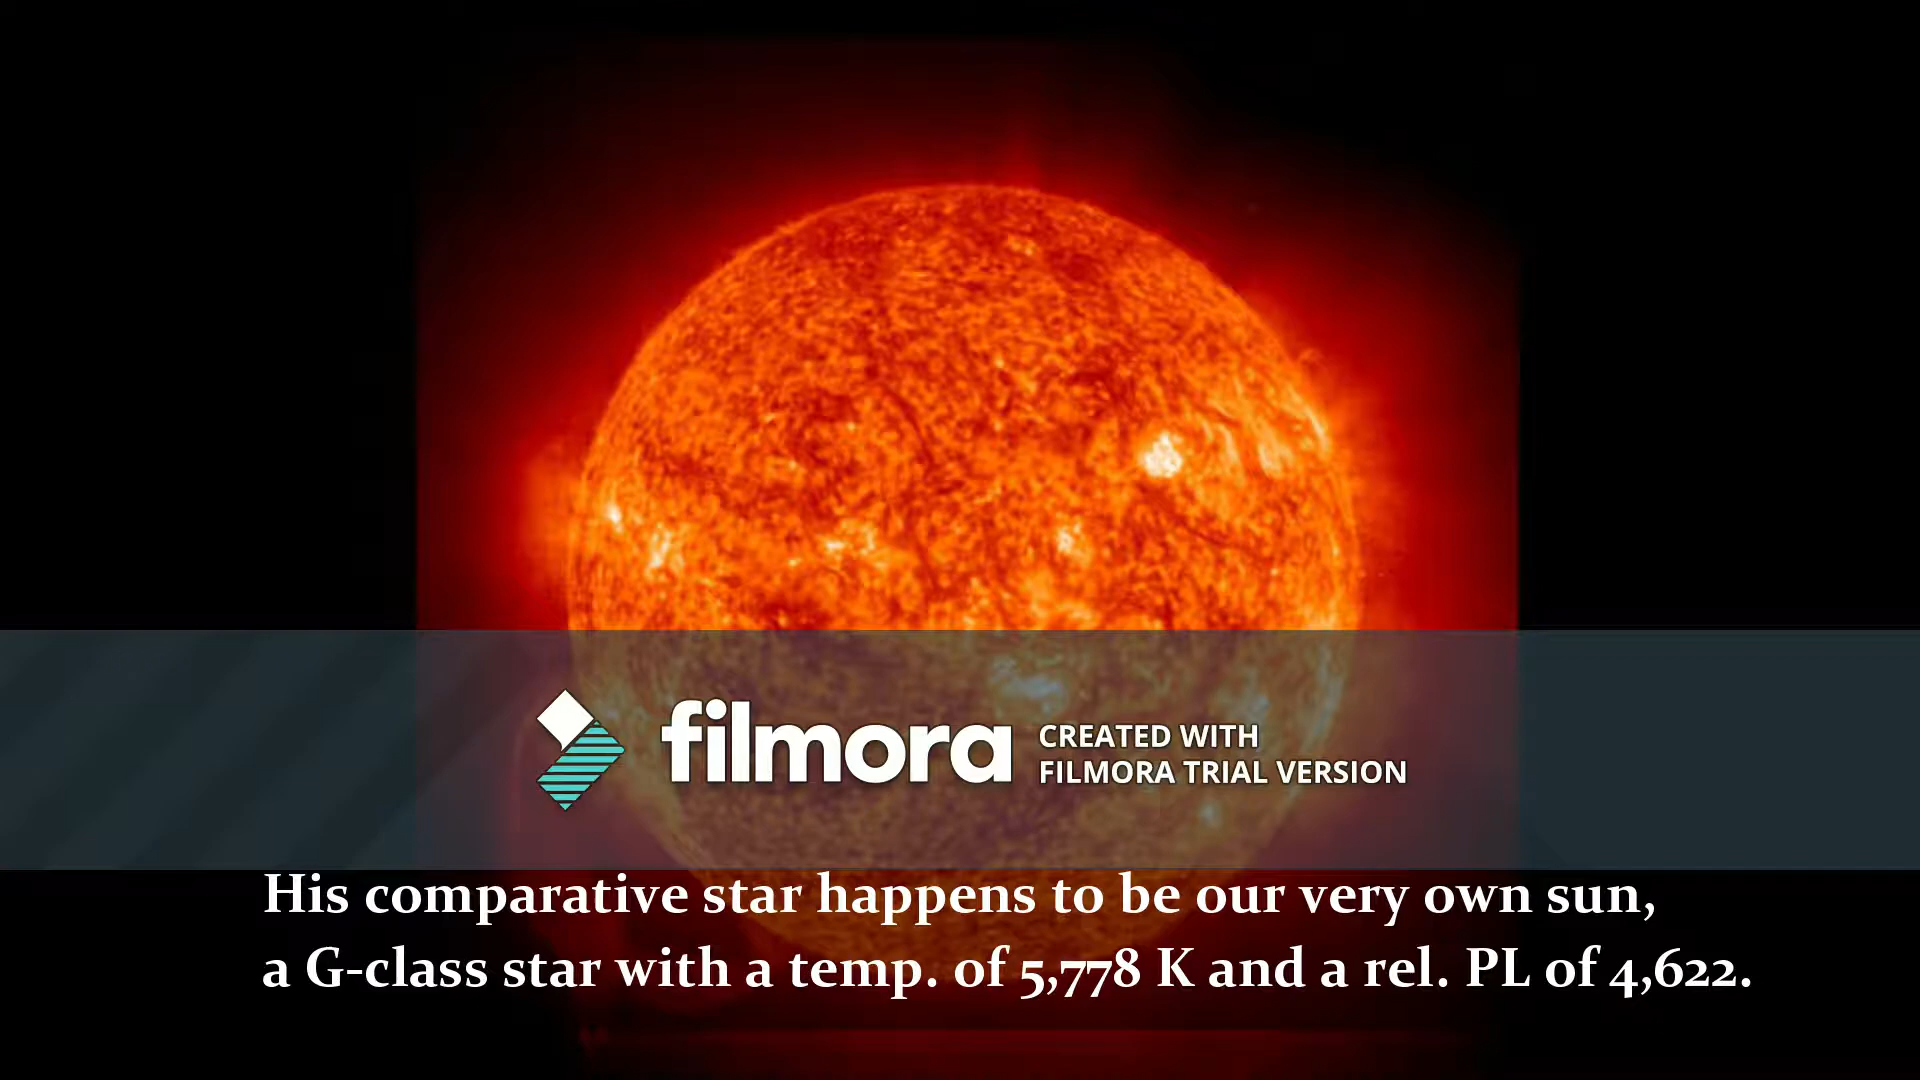 filmora
CREATED WITH
FILMORA TRIAL VERSION
His comparative star happens to be our very own sun,
a G-class star with a temp. of 5,778 K and a rel. PL of 4,622.